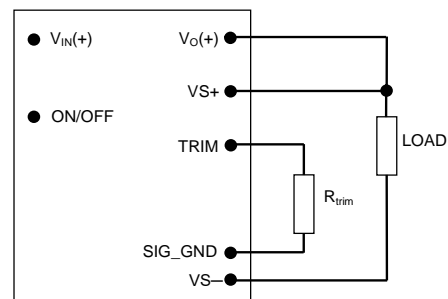 V_IN(+)
V_O(+)
VS+
ON/OFF
TRIM
LOAD
R_trim
SIG_GND
VS─